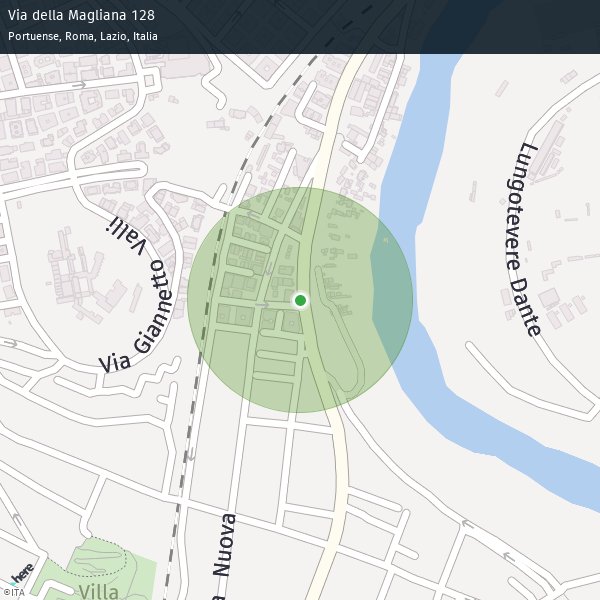 Via della Magliana 128
Portuense, Roma, Lazio, Italia
Lungotevere Dante
Via Giannetto Valli
a Nuova
Villa
here
©ITA